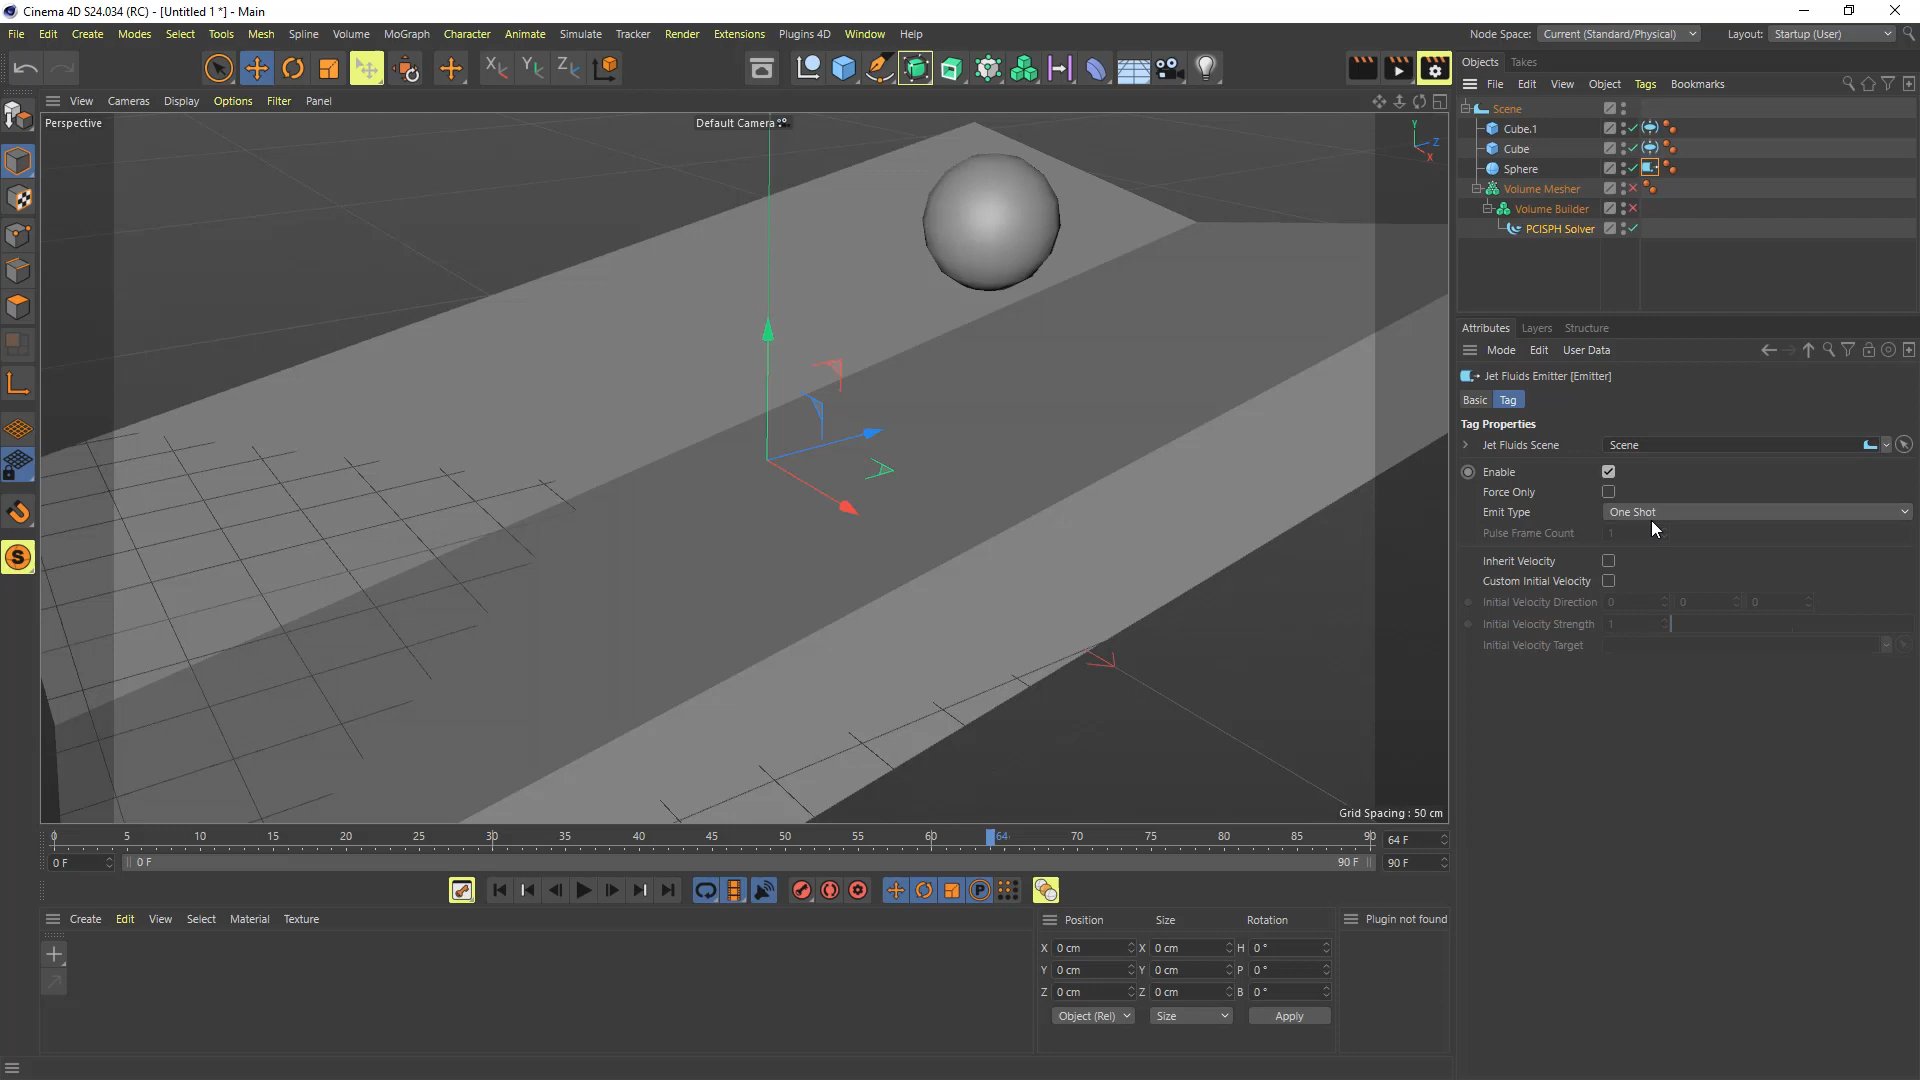 Cinema 4D S24.034 (RC) - [Untitled 1 *] - Main
File Edit Create Modes Select Tools Mesh Spline Volume MoGraph Character Animate Simulate Tracker Render Extensions Plugins 4D Window Help
Node Space: Current (Standard/Physical) Layout: Startup (User)
X Y Z
View Cameras Display Options Filter Panel
Perspective
Default Camera
Y
Z
X
Grid Spacing : 50 cm
Objects Takes
File Edit View Object Tags Bookmarks
Scene
Cube.1
Cube
Sphere
Volume Mesher
Volume Builder
PCISPH Solver
Attributes Layers Structure
Mode Edit User Data
Jet Fluids Emitter [Emitter]
Basic Tag
Tag Properties
Jet Fluids Scene Scene
Enable
Force Only
Emit Type One Shot
Pulse Frame Count 1
Inherit Velocity
Custom Initial Velocity
Initial Velocity Direction 0 0 0
Initial Velocity Strength 1
Initial Velocity Target
0 5 10 15 20 25 30 35 40 45 50 55 60 64 70 75 80 85 90 64 F
0 F 0 F 90 F 90 F
P
S
Create Edit View Select Material Texture
Position Size Rotation
X 0 cm X 0 cm H 0 °
Y 0 cm Y 0 cm P 0 °
Z 0 cm Z 0 cm B 0 °
Object (Rel) Size Apply
Plugin not found